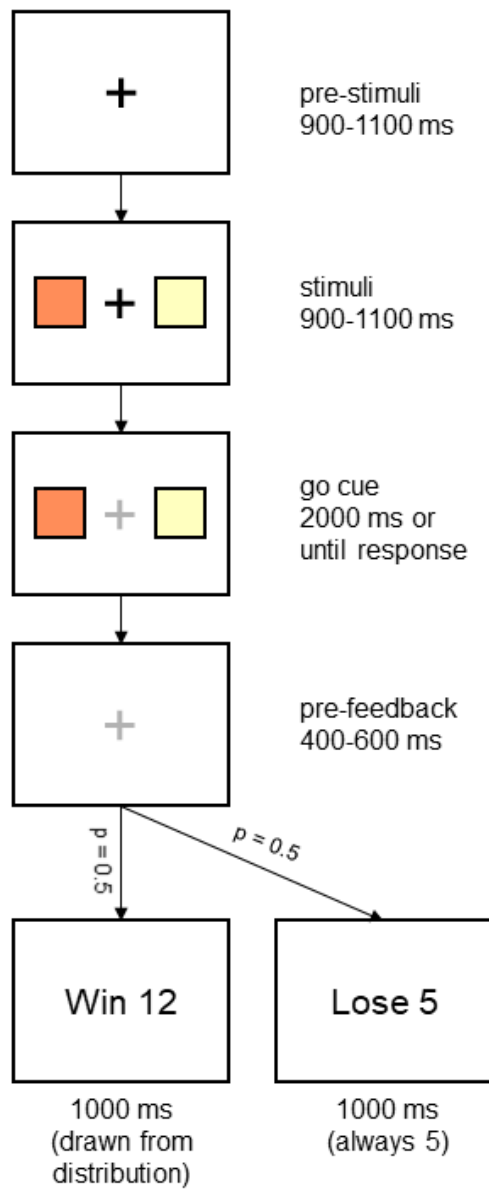 pre-stimuli
900-1100 ms
stimuli
900-1100 ms
go cue
2000 ms or
until response
pre-feedback
400-600 ms
p = 0.5
p = 0.5
Win 12
Lose 5
1000 ms
(drawn from
distribution)
1000 ms
(always 5)